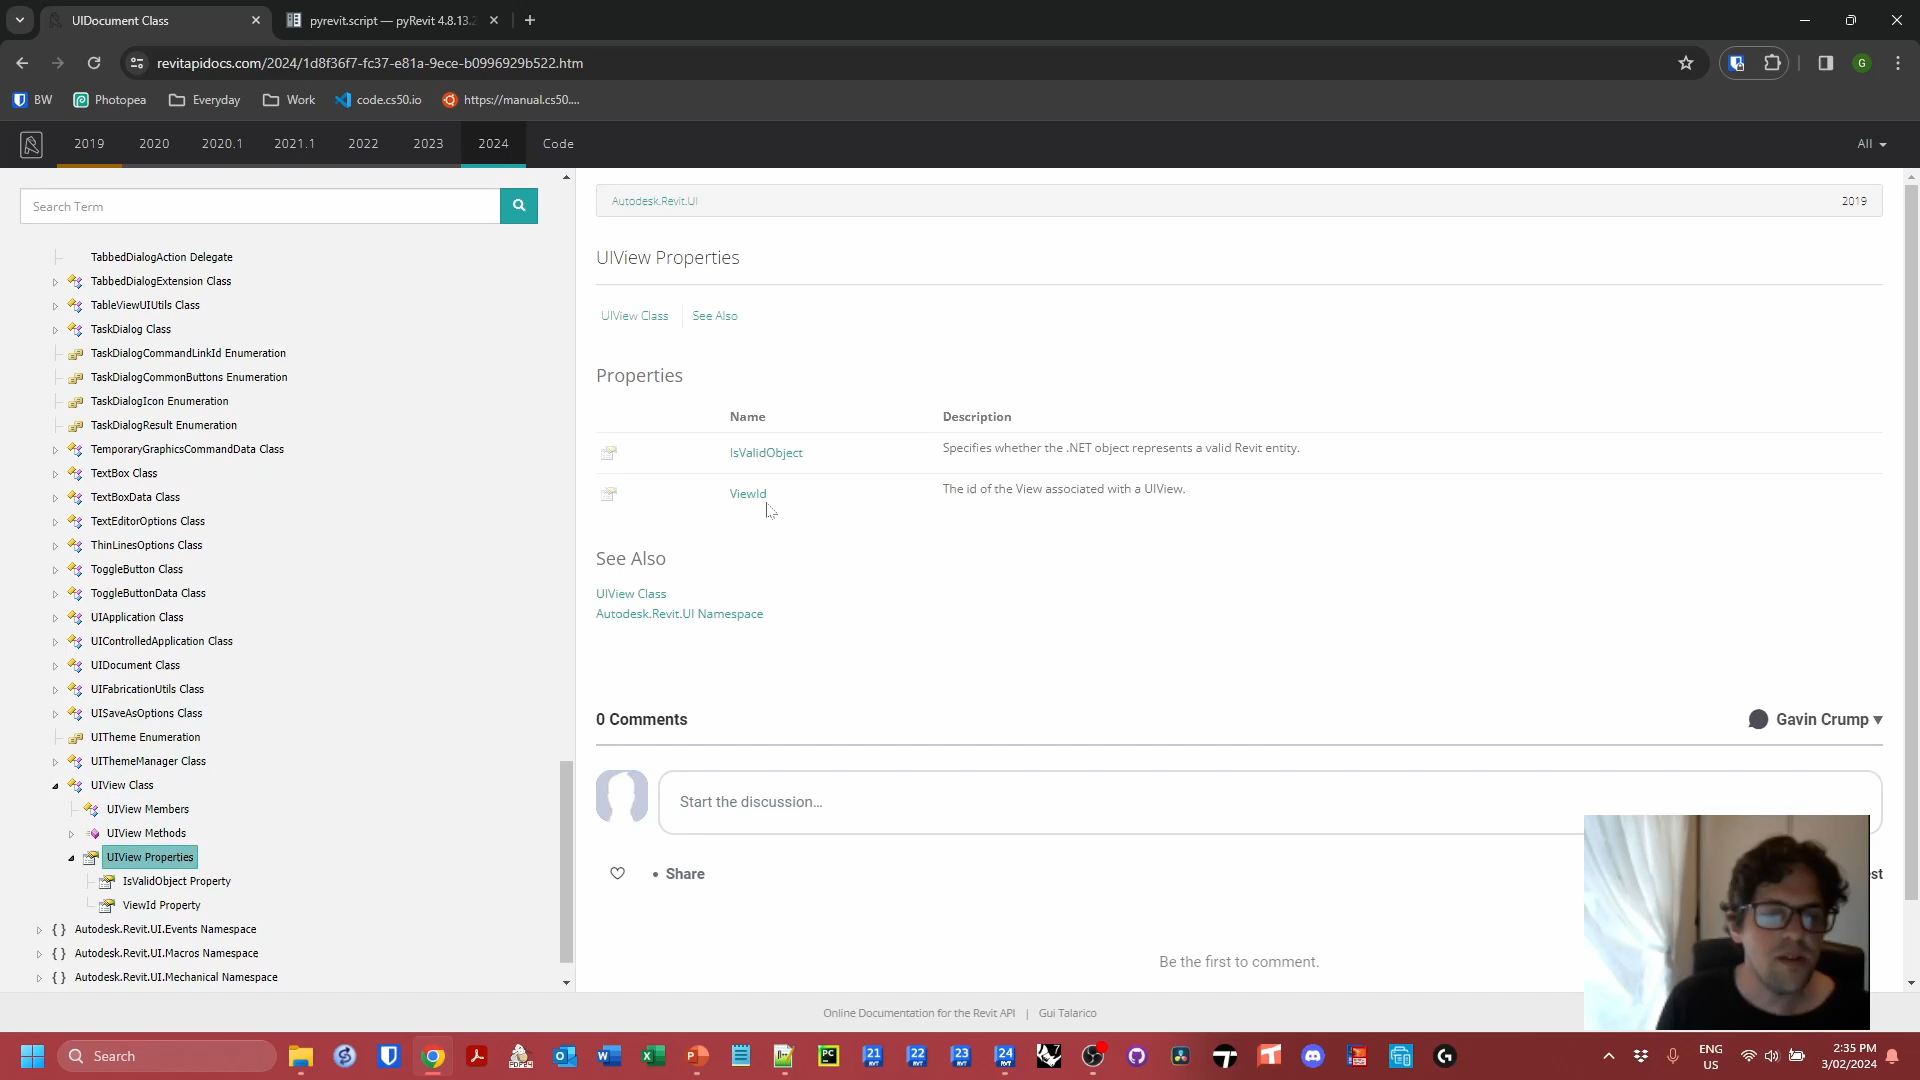 UIDocument Class
pyrevit.script — pyRevit 4.8.13.2
revitapidocs.com/2024/1d8f36f7-fc37-e81a-9ece-b0996929b522.htm
G
BW
Photopea
Everyday
Work
code.cs50.io
https://manual.cs50....
2019
2020
2020.1
2021.1
2022
2023
2024
Code
All
Search Term
TabbedDialogAction Delegate
TabbedDialogExtension Class
TableViewUIUtils Class
TaskDialog Class
TaskDialogCommandLinkId Enumeration
TaskDialogCommonButtons Enumeration
TaskDialogIcon Enumeration
TaskDialogResult Enumeration
TemporaryGraphicsCommandData Class
TextBox Class
TextBoxData Class
TextEditorOptions Class
ThinLinesOptions Class
ToggleButton Class
ToggleButtonData Class
UIApplication Class
UIControlledApplication Class
UIDocument Class
UIFabricationUtils Class
UISaveAsOptions Class
UITheme Enumeration
UIThemeManager Class
UIView Class
UIView Members
UIView Methods
UIView Properties
IsValidObject Property
ViewId Property
{ } Autodesk.Revit.UI.Events Namespace
{ } Autodesk.Revit.UI.Macros Namespace
{ } Autodesk.Revit.UI.Mechanical Namespace
Autodesk.Revit.UI
2019
UIView Properties
UIView Class
See Also
Properties
Name Description
IsValidObject Specifies whether the .NET object represents a valid Revit entity.
ViewId The id of the View associated with a UIView.
See Also
UIView Class
Autodesk.Revit.UI Namespace
0 Comments
Gavin Crump
Start the discussion...
• Share
st
Be the first to comment.
Online Documentation for the Revit API | Gui Talarico
Search
PC
21
22
23
24
ENG
US
2:35 PM
3/02/2024